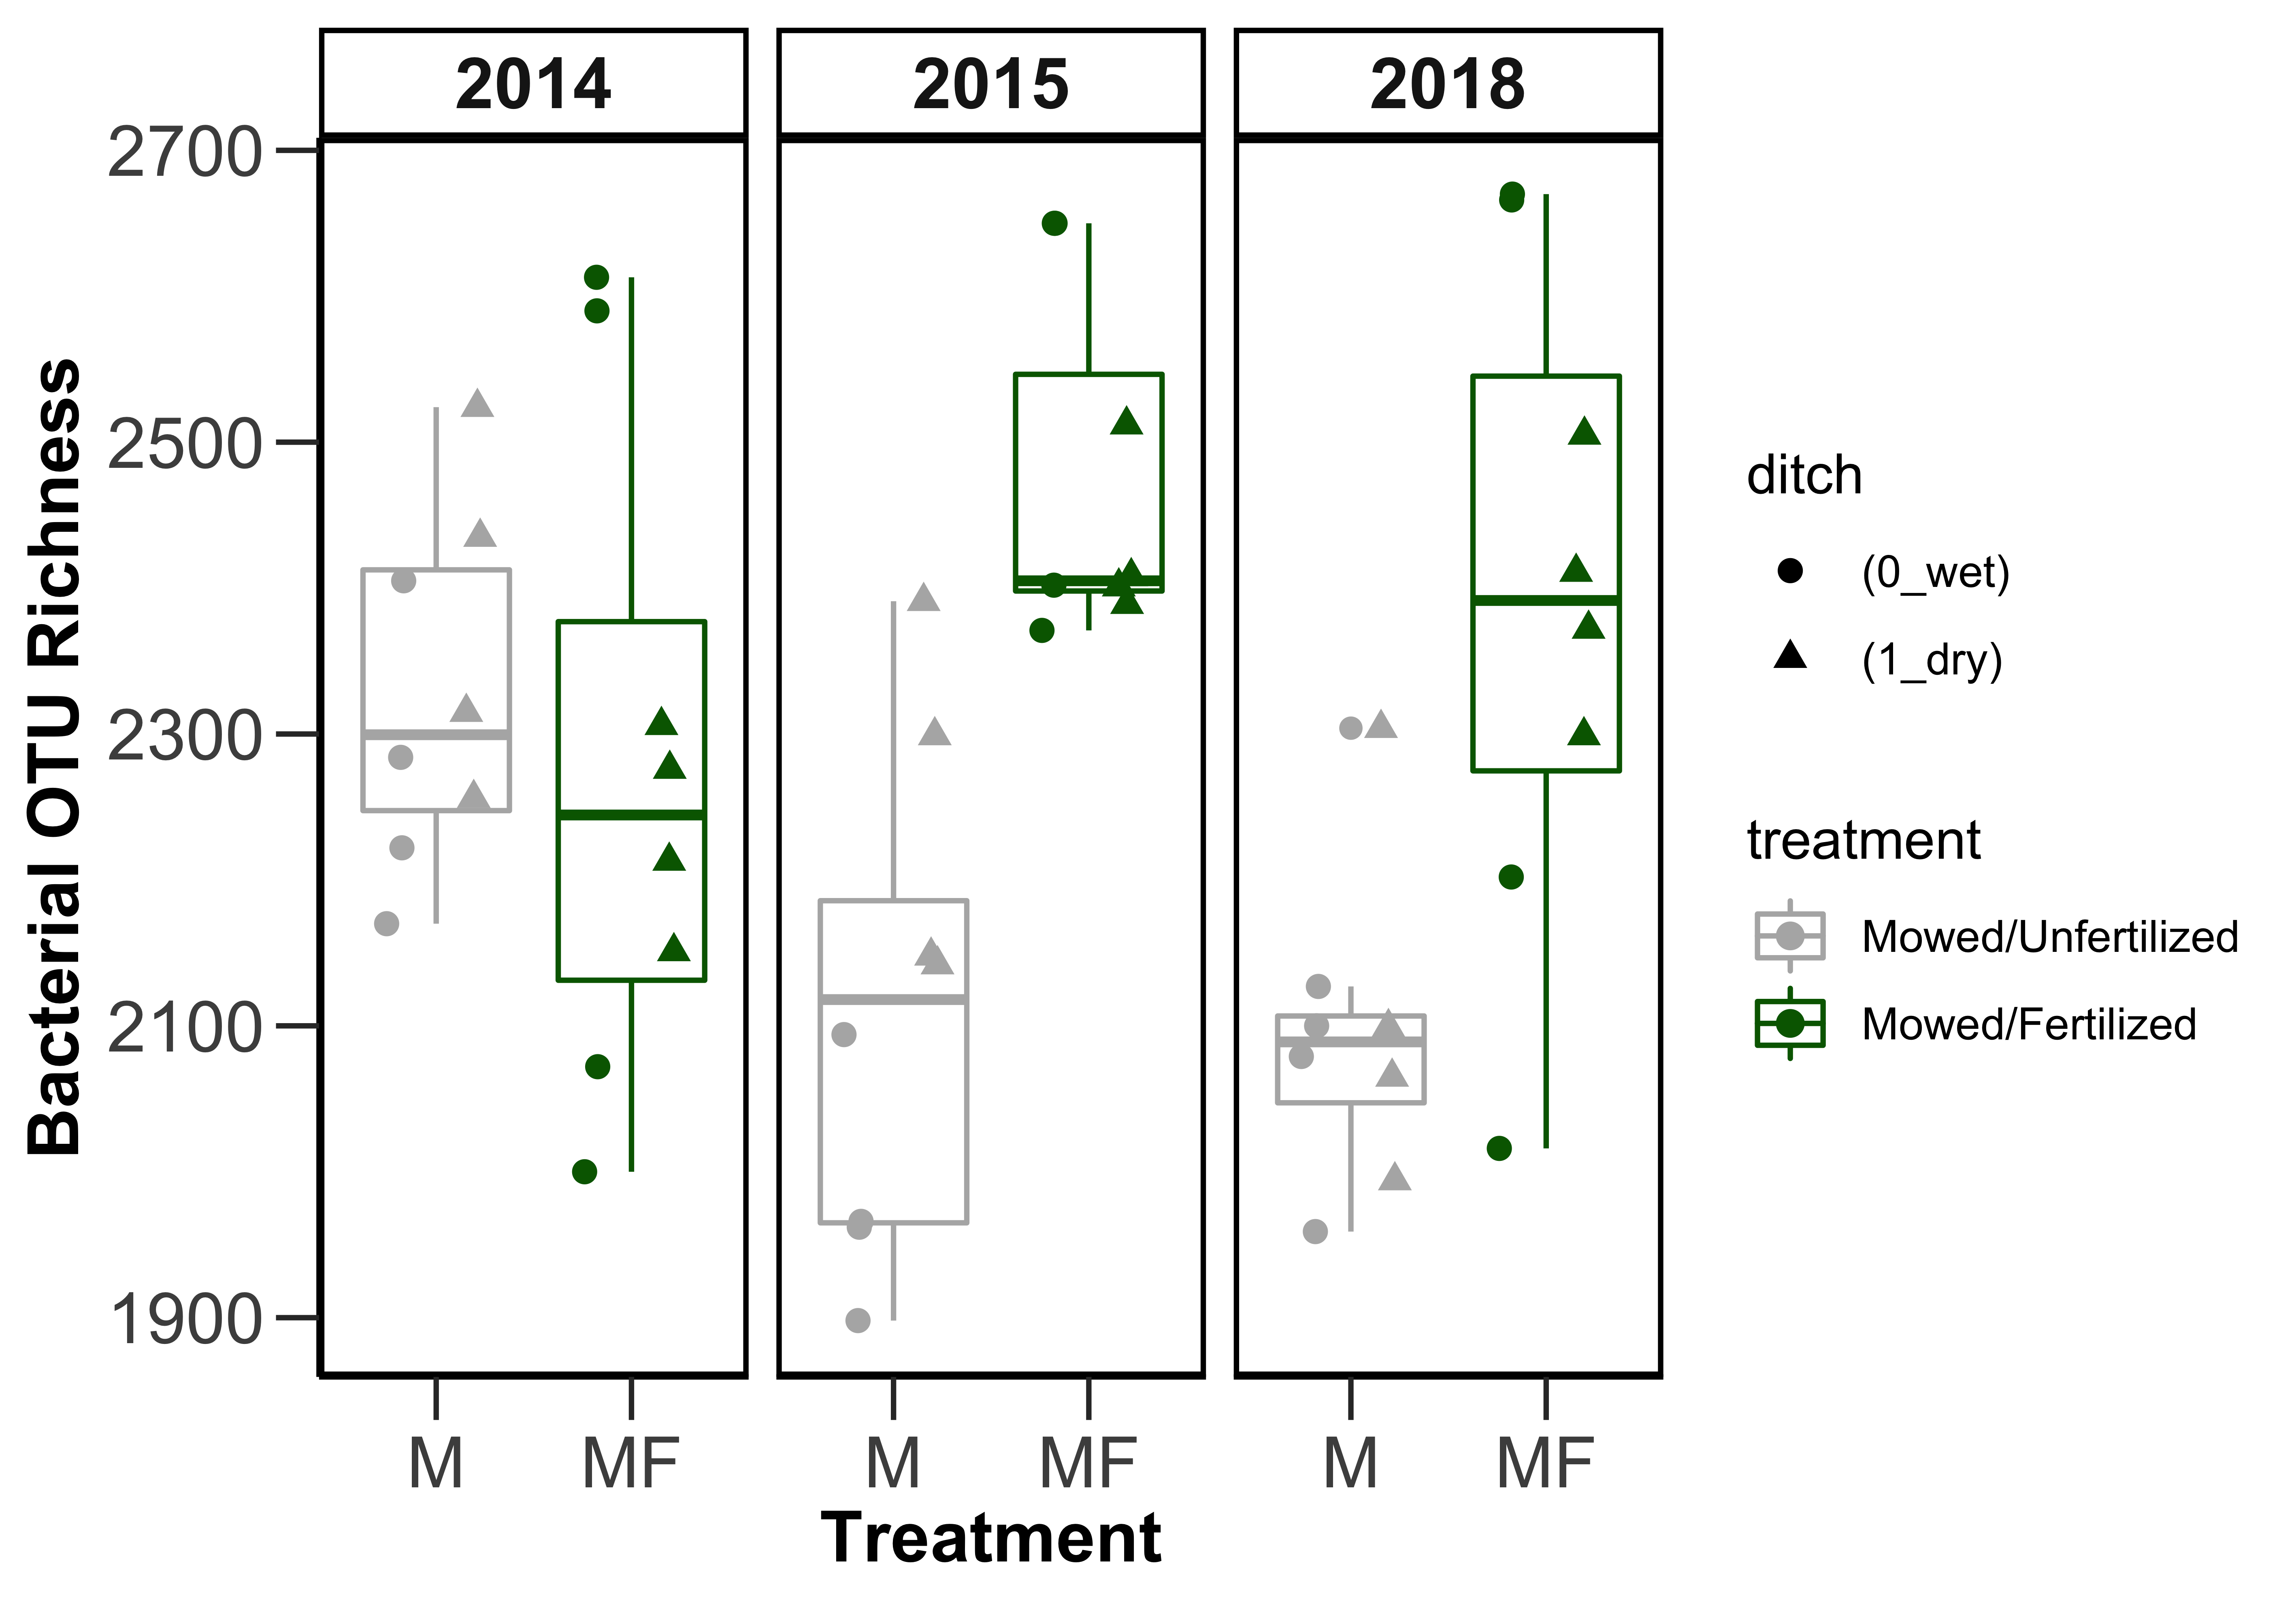 2014
2015
2018
2700
2500
2300
2100
1900
Bacterial OTU Richness
M
MF
M
MF
M
MF
Treatment
ditch
(0_wet)
(1_dry)
treatment
Mowed/Unfertilized
Mowed/Fertilized